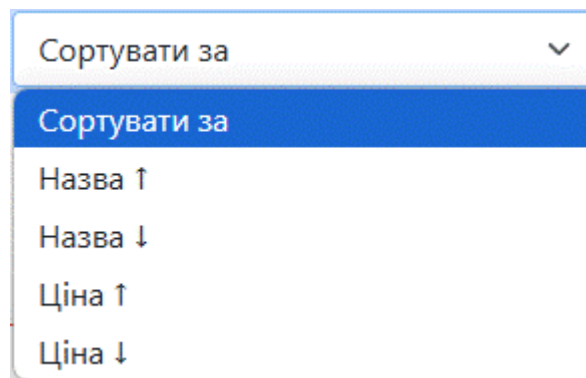 Сортувати за
Сортувати за
Назва ↑
Назва ↓
Ціна ↑
Ціна ↓